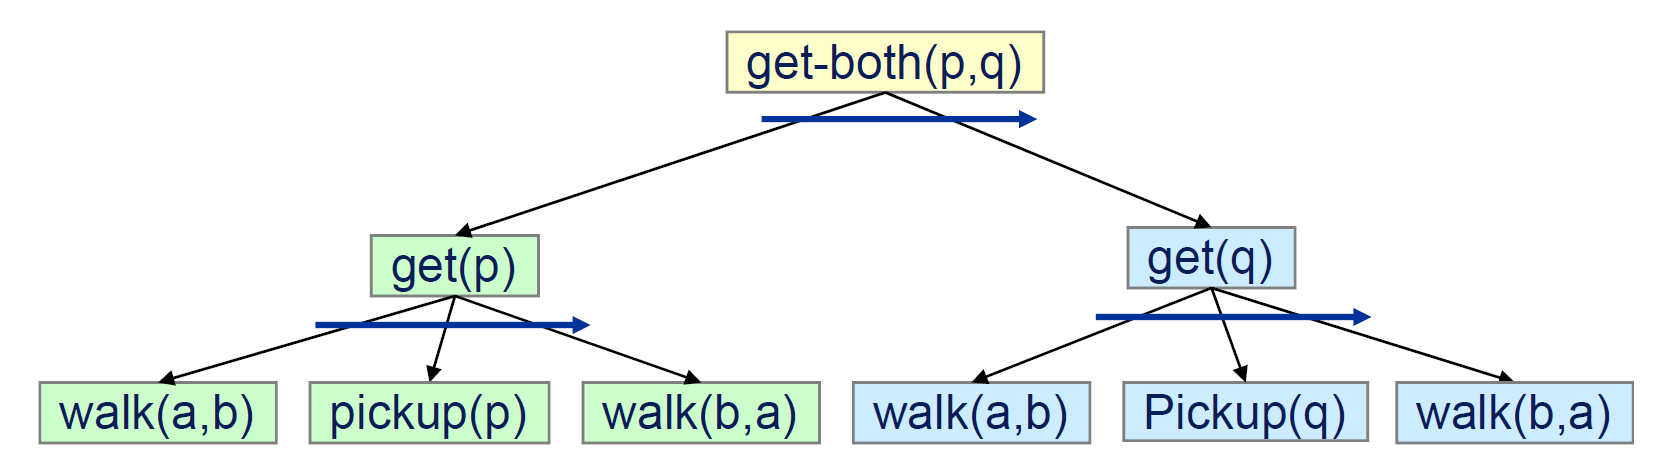 get-both(p,q)
get(p)
get(q)
walk(a,b)
pickup(p)
walk(b,a)
walk(a,b)
Pickup(q)
walk(b,a)